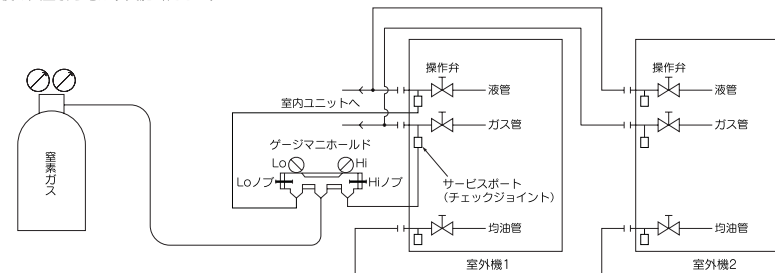 操作弁
液管
室内ユニットへ
ガス管
ゲージマニホールド
Lo
Hi
Loノブ
Hiノブ
サービスポート
(チェックジョイント)
均油管
室外機1
窒素ガス
操作弁
液管
ガス管
均油管
室外機2